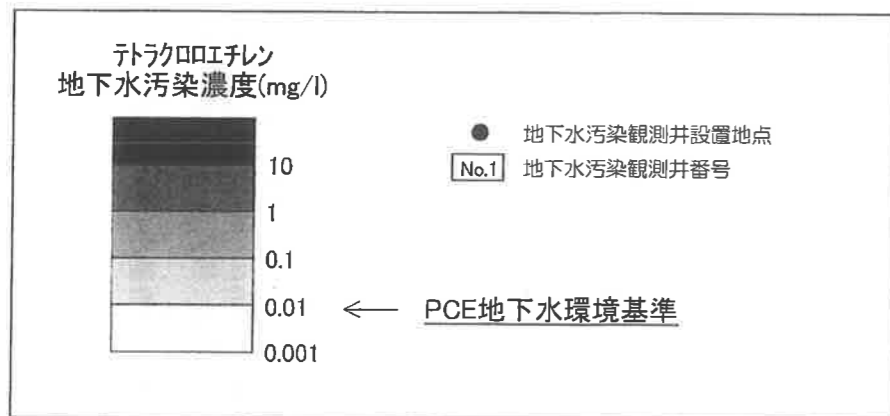 テトラクロロエチレン
地下水汚染濃度(mg/l)
10
1
0.1
0.01
0.001
← PCE地下水環境基準
● 地下水汚染観測井設置地点
No.1 地下水汚染観測井番号